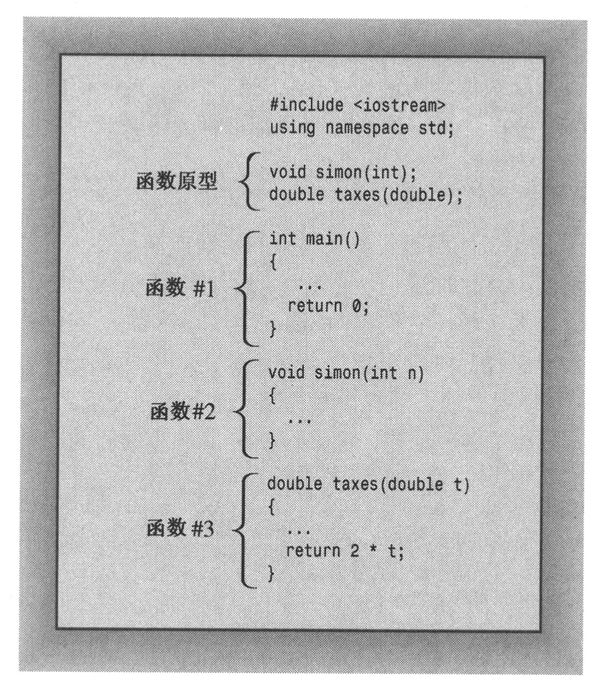 #include <iostream>
using namespace std;
函数原型
void simon(int);
double taxes(double);
函数 #1
int main()
{
...
return 0;
}
函数#2
void simon(int n)
{
...
}
函数 #3
double taxes(double t)
{
...
return 2 * t;
}